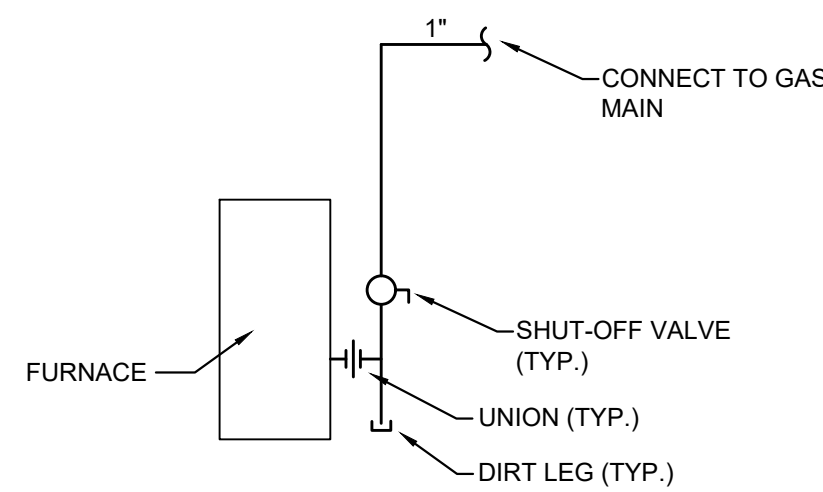 1"
CONNECT TO GAS
MAIN
SHUT-OFF VALVE
(TYP.)
FURNACE
UNION (TYP.)
DIRT LEG (TYP.)